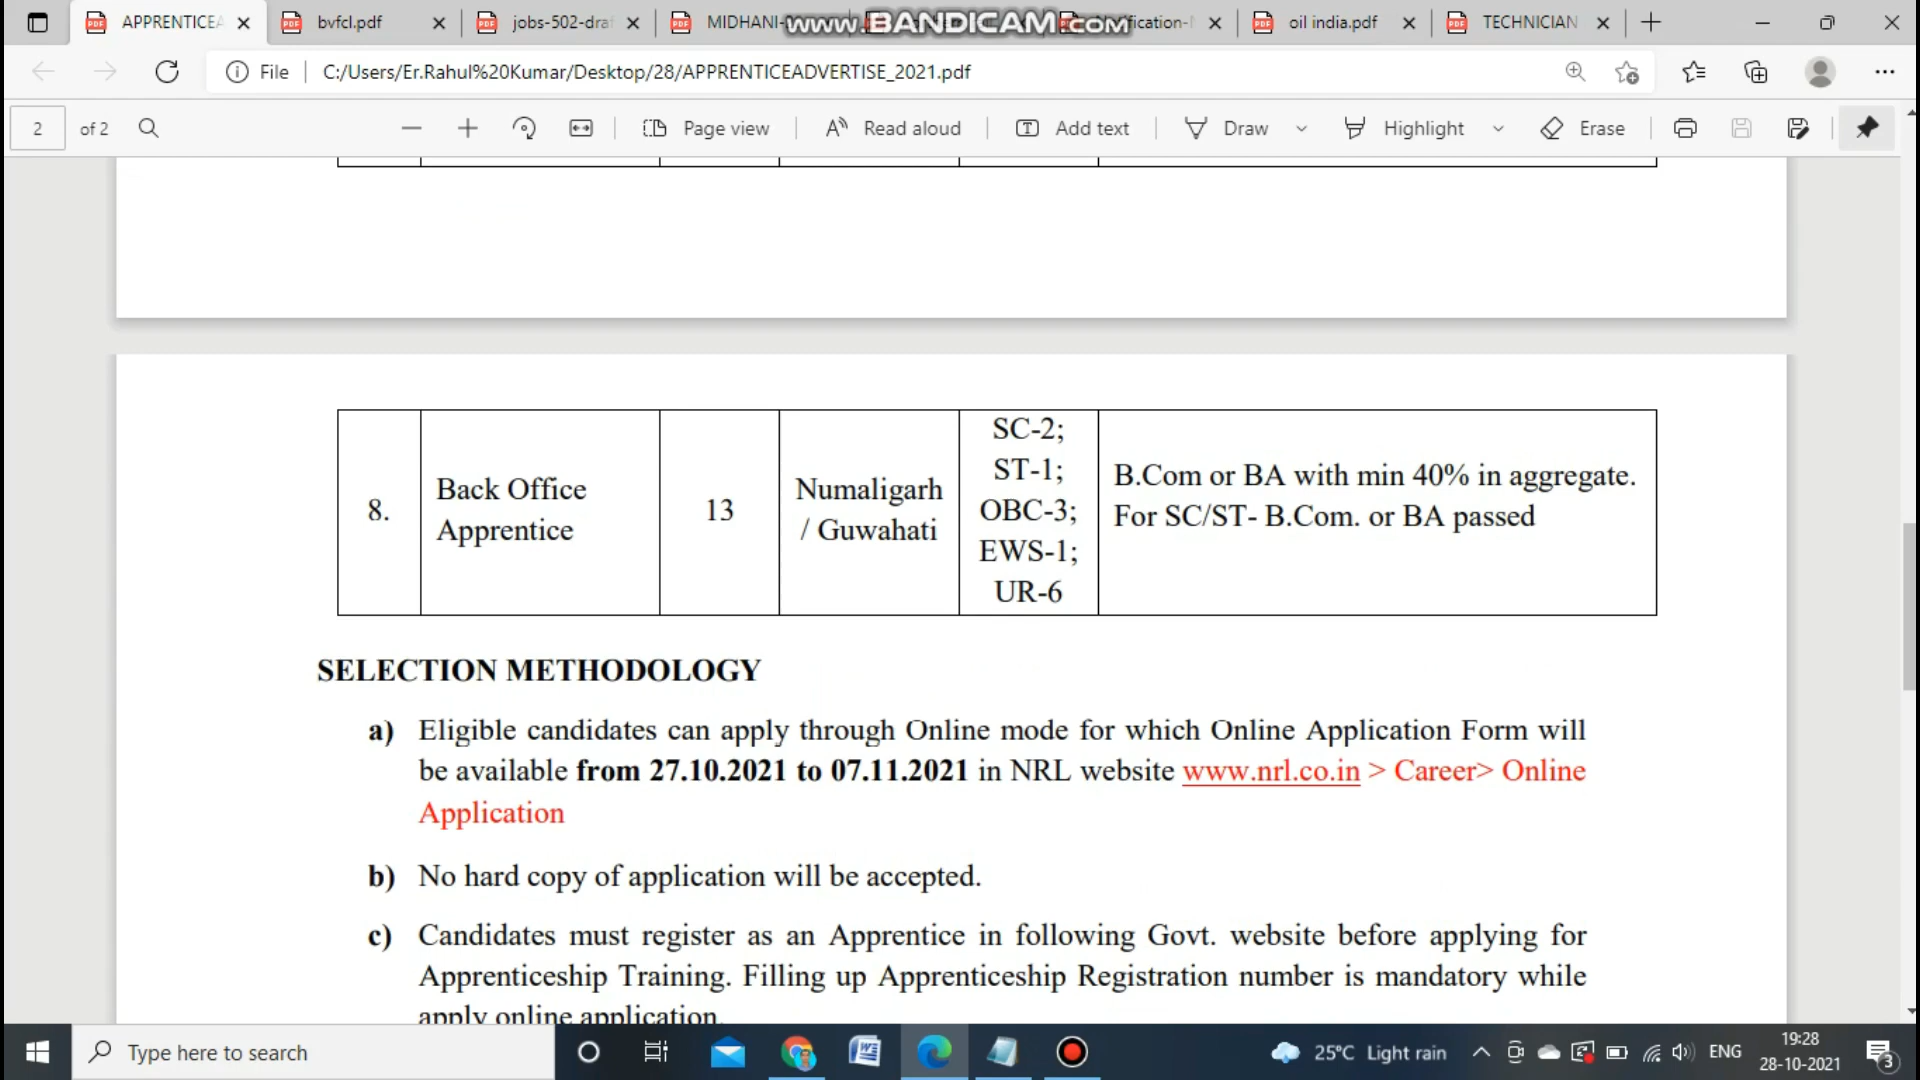 APPRENTICEA
bvfcl.pdf
jobs-502-dra
MIDHANI-
www.BANDICAM.com
fication-N
oil india.pdf
TECHNICIAN
File
C:/Users/Er.Rahul%20Kumar/Desktop/28/APPRENTICEADVERTISE_2021.pdf
2 of 2
Page view
Read aloud
Add text
Draw
Highlight
Erase
8.
Back Office
Apprentice
13
Numaligarh
/ Guwahati
SC-2;
ST-1;
OBC-3;
EWS-1;
UR-6
B.Com or BA with min 40% in aggregate.
For SC/ST- B.Com. or BA passed
SELECTION METHODOLOGY
a) Eligible candidates can apply through Online mode for which Online Application Form will
be available from 27.10.2021 to 07.11.2021 in NRL website www.nrl.co.in > Career> Online
Application
b) No hard copy of application will be accepted.
c) Candidates must register as an Apprentice in following Govt. website before applying for
Apprenticeship Training. Filling up Apprenticeship Registration number is mandatory while
apply online application.
Type here to search
25°C Light rain
ENG
19:28
28-10-2021
3